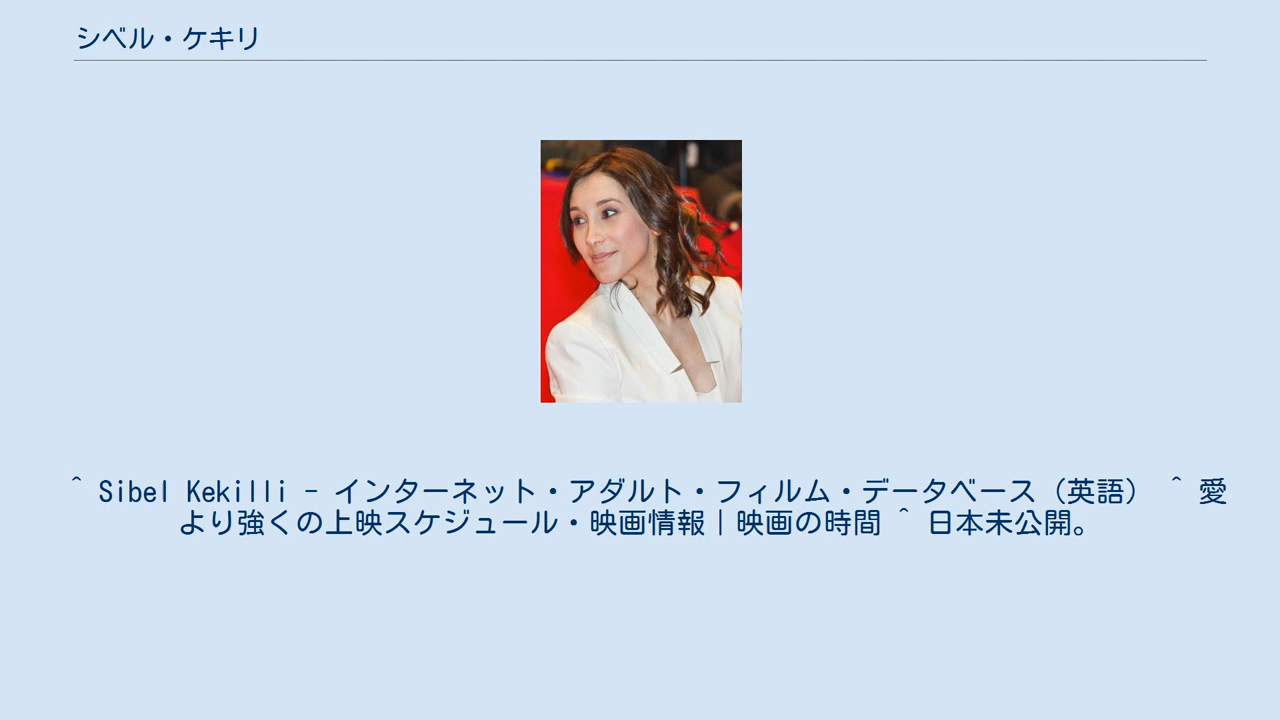 シベル・ケキリ
^ Sibel Kekilli - インターネット・アダルト・フィルム・データベース（英語） ^ 愛
より強くの上映スケジュール・映画情報｜映画の時間 ^ 日本未公開。